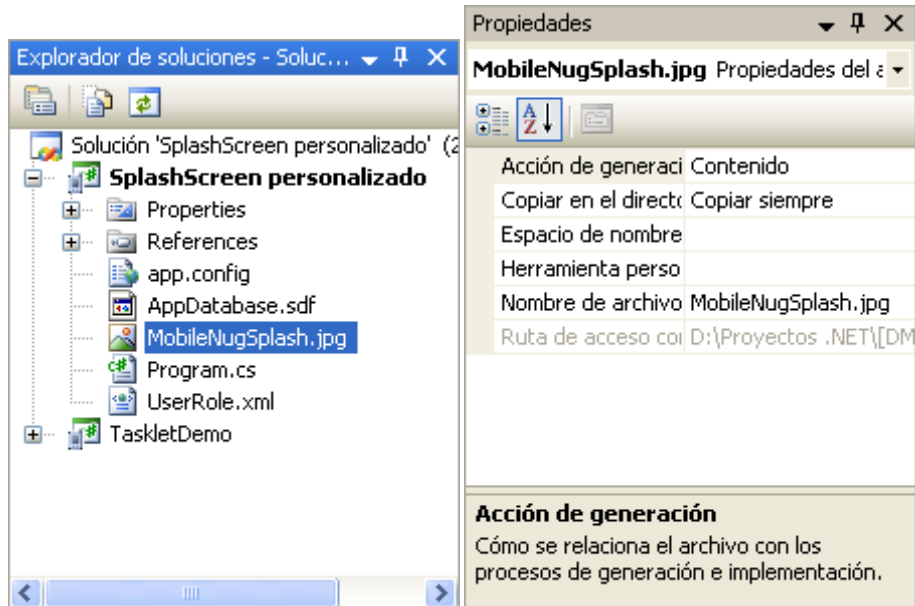 Explorador de soluciones - Soluc...
Solución 'SplashScreen personalizado' (2
SplashScreen personalizado
Properties
References
app.config
AppDatabase.sdf
MobileNugSplash.jpg
Program.cs
UserRole.xml
TaskletDemo
Propiedades
MobileNugSplash.jpg Propiedades del a
Acción de generaci Contenido
Copiar en el directo Copiar siempre
Espacio de nombre
Herramienta perso
Nombre de archivo MobileNugSplash.jpg
Ruta de acceso co D:\Proyectos .NET\[DM
Acción de generación
Cómo se relaciona el archivo con los
procesos de generación e implementación.